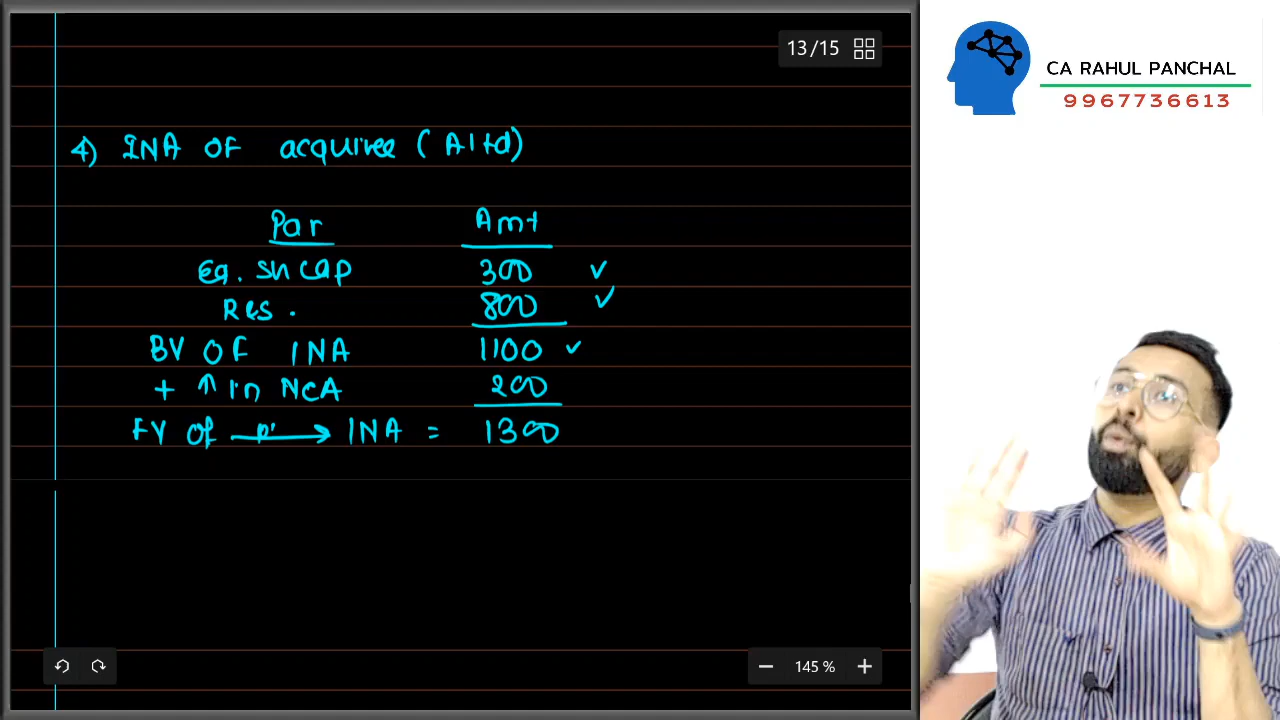 13/15
CA RAHUL PANCHAL
9967736613
4) INA OF acquiree (A ltd)
Par Amt
Eq. Sh cap 300 ✓
Res. 800 ✓
BV OF INA 1100 ✓
+ ↑ in NCA 200
FV of → INA = 1300
145 %